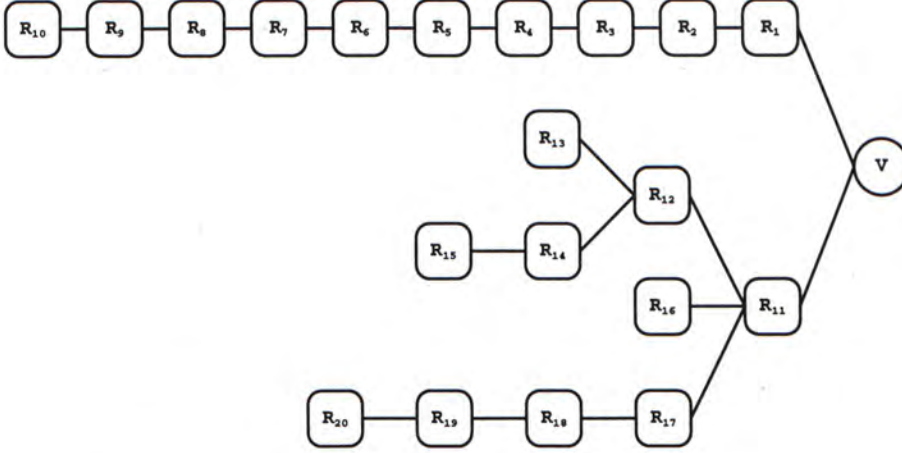 R₁₀ R₉ R₈ R₇ R₆ R₅ R₄ R₃ R₂ R₁
R₁₃
V
R₁₂
R₁₅ R₁₄
R₁₆ R₁₁
R₂₀ R₁₉ R₁₈ R₁₇